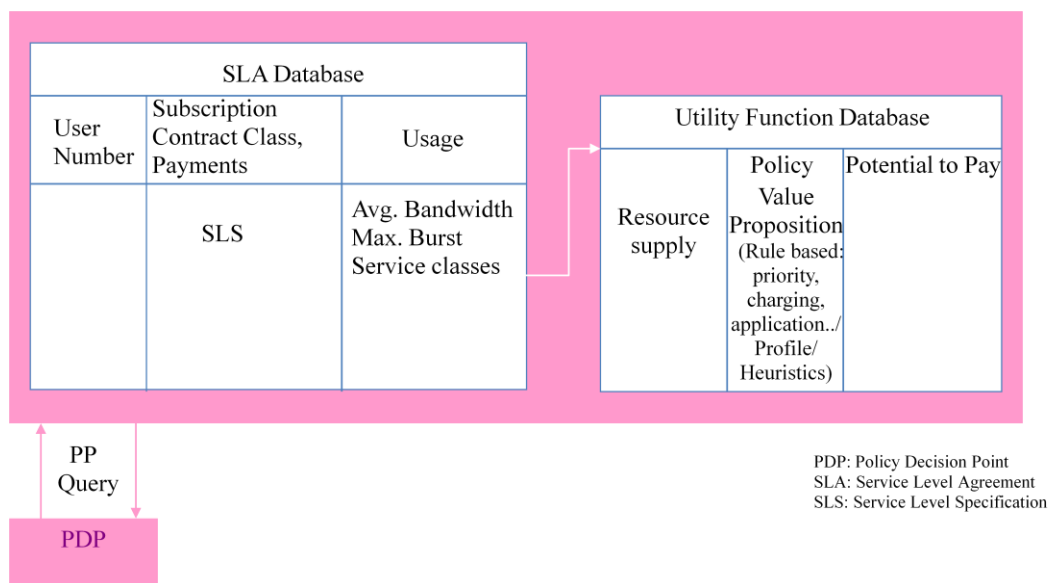 SLA Database
User
Number
Subscription
Contract Class,
Payments
Usage
SLS
Avg. Bandwidth
Max. Burst
Service classes
Utility Function Database
Resource
supply
Policy
Value
Proposition
(Rule based:
priority,
charging,
application../
Profile/
Heuristics)
Potential to Pay
PP
Query
PDP
PDP: Policy Decision Point
SLA: Service Level Agreement
SLS: Service Level Specification